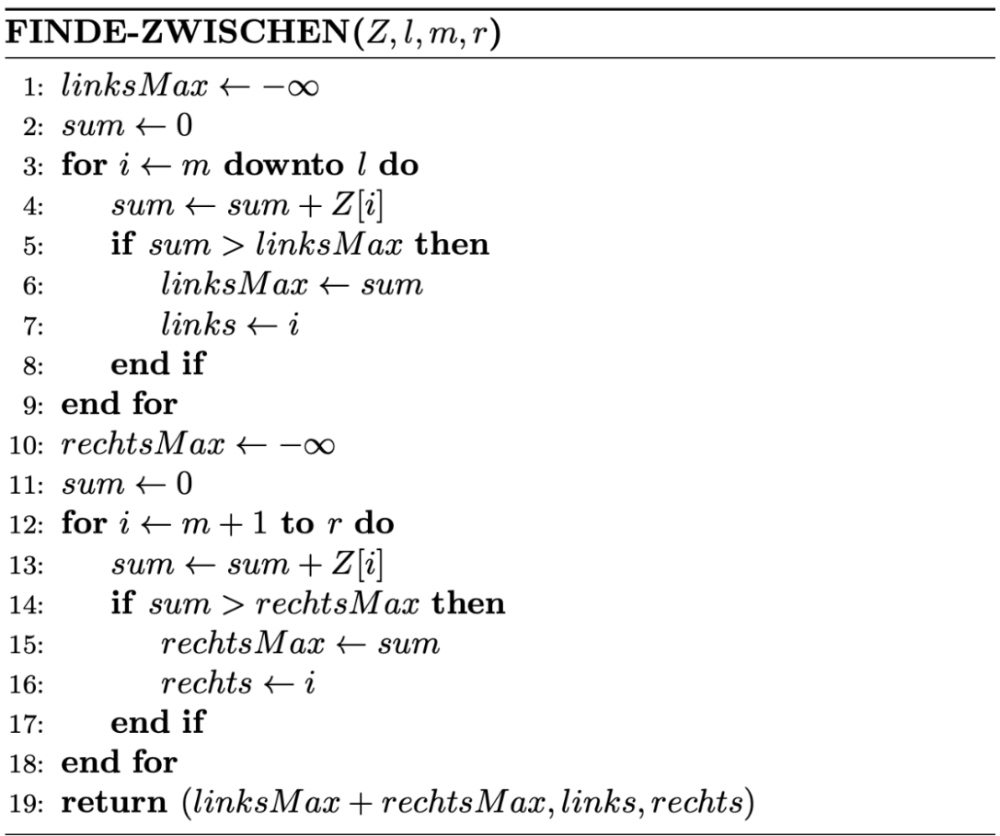 FINDE-ZWISCHEN(Z, l, m, r)
1: linksMax ← −∞
2: sum ← 0
3: for i ← m downto l do
4: sum ← sum + Z[i]
5: if sum > linksMax then
6: linksMax ← sum
7: links ← i
8: end if
9: end for
10: rechtsMax ← −∞
11: sum ← 0
12: for i ← m + 1 to r do
13: sum ← sum + Z[i]
14: if sum > rechtsMax then
15: rechtsMax ← sum
16: rechts ← i
17: end if
18: end for
19: return (linksMax + rechtsMax, links, rechts)